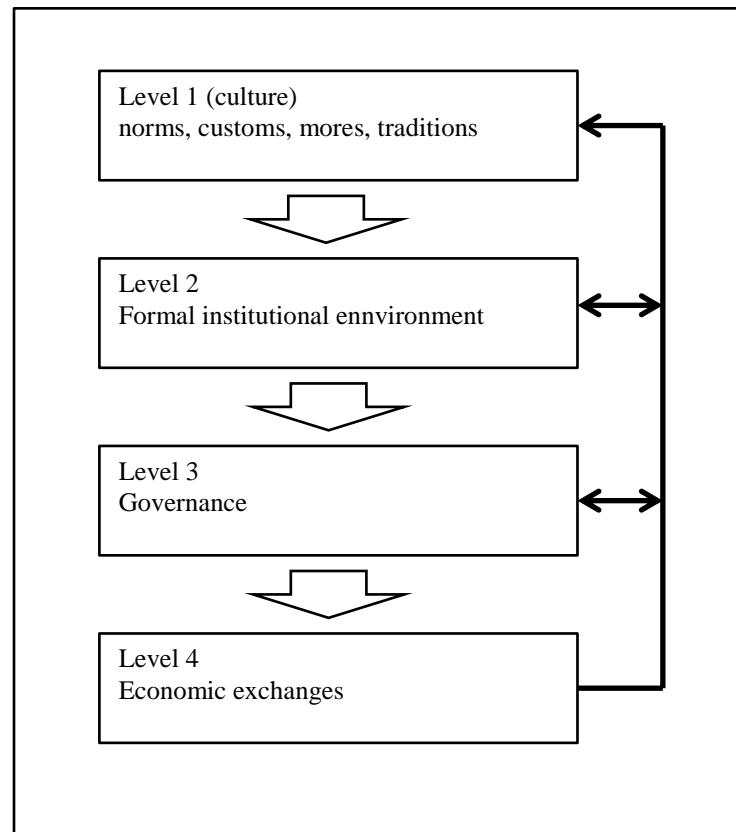 Level 1 (culture)
norms, customs, mores, traditions
Level 2
Formal institutional ennvironment
Level 3
Governance
Level 4
Economic exchanges